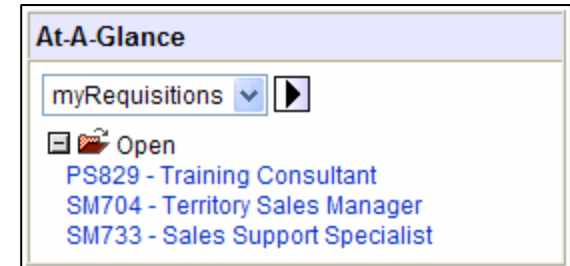 At-A-Glance
myRequisitions
Open
PS829 - Training Consultant
SM704 - Territory Sales Manager
SM733 - Sales Support Specialist